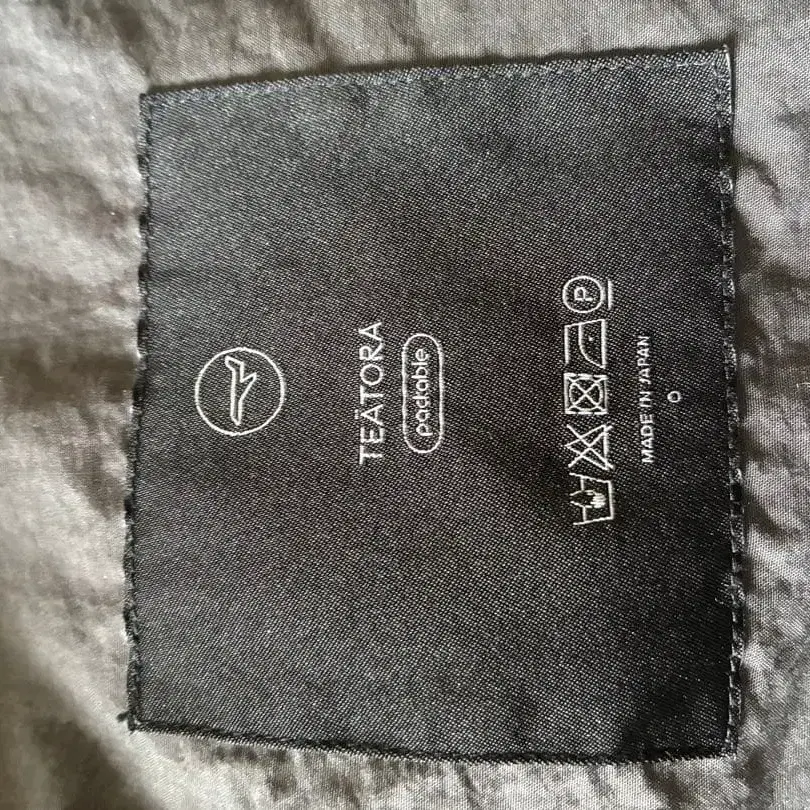 TEÄTORA
packable
P
MADE IN JAPAN
0